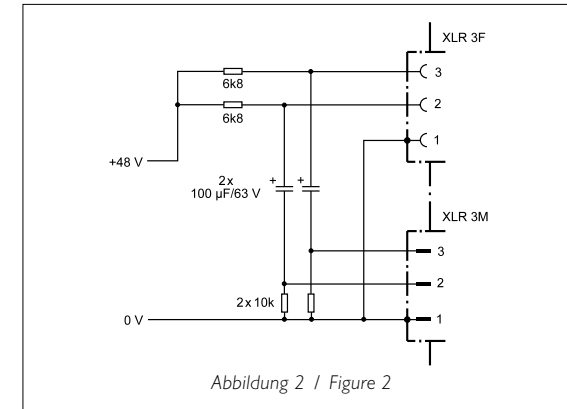 XLR 3F
3
6k8
2
6k8
1
+48 V
2x
100 µF/63 V
+ +
XLR 3M
3
2
2 x 10k
0 V
1
Abbildung 2 / Figure 2